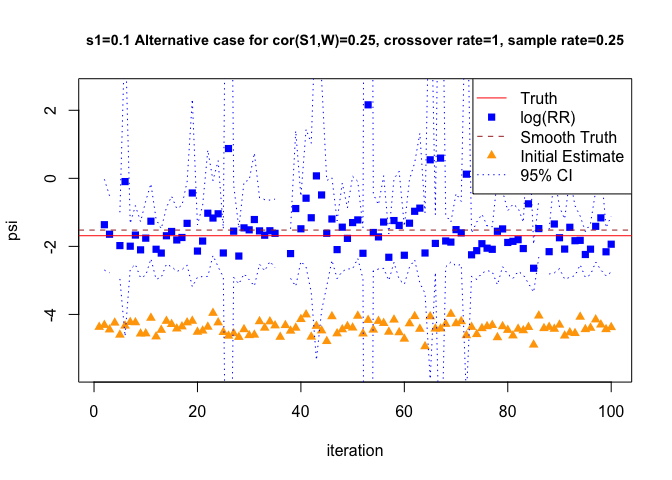 s1=0.1 Alternative case for cor(S1,W)=0.25, crossover rate=1, sample rate=0.25
psi
2
0
-2
-4
Truth
log(RR)
Smooth Truth
Initial Estimate
95% CI
0 20 40 60 80 100
iteration